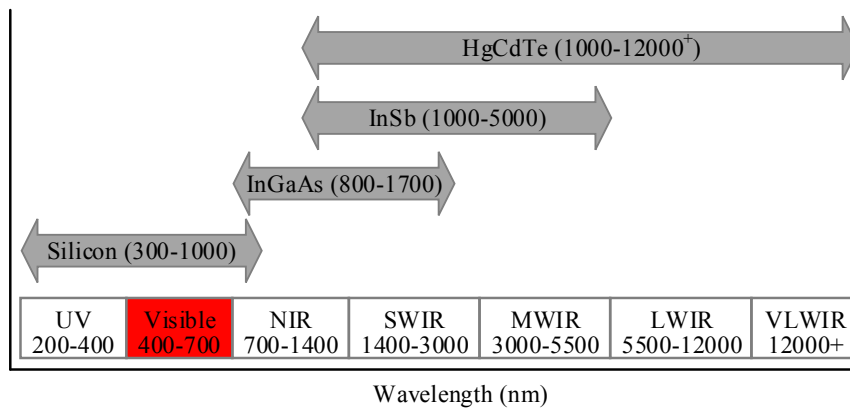 HgCdTe (1000-12000⁺)
InSb (1000-5000)
InGaAs (800-1700)
Silicon (300-1000)
UV Visible NIR SWIR MWIR LWIR VLWIR
200-400 400-700 700-1400 1400-3000 3000-5500 5500-12000 12000+
Wavelength (nm)